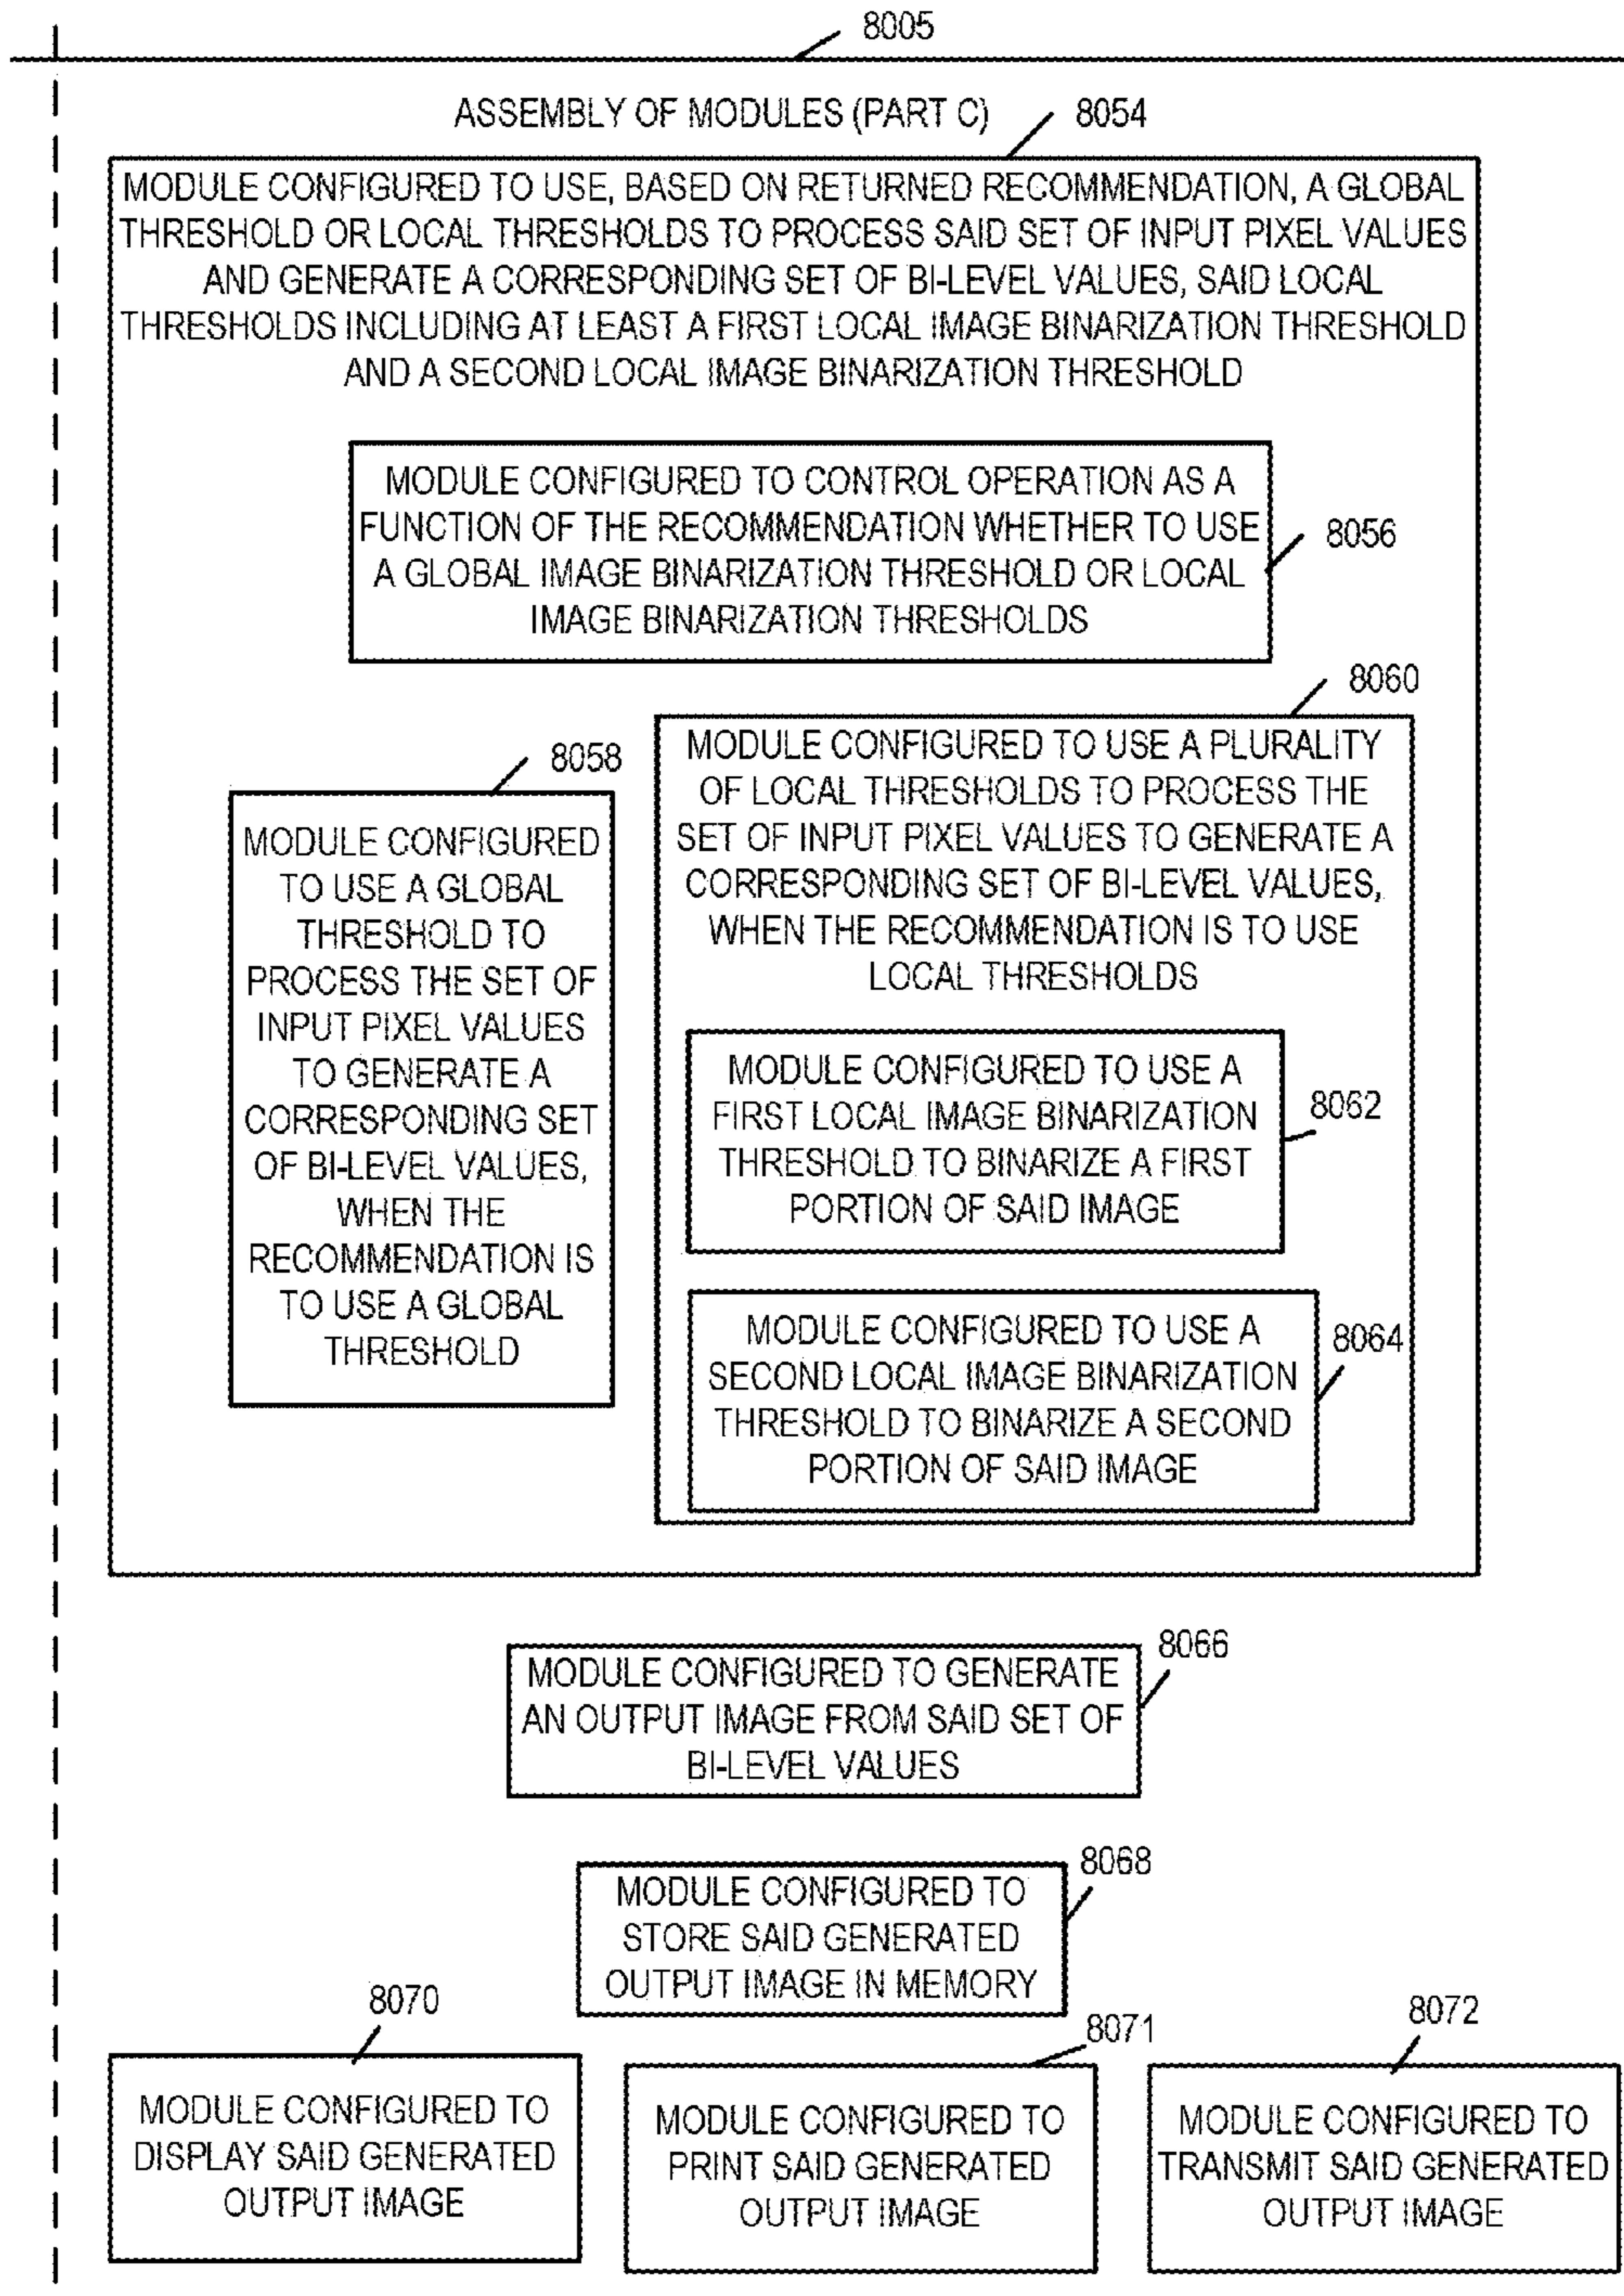 8005
ASSEMBLY OF MODULES (PART C)
8054
MODULE CONFIGURED TO USE, BASED ON RETURNED RECOMMENDATION, A GLOBAL
THRESHOLD OR LOCAL THRESHOLDS TO PROCESS SAID SET OF INPUT PIXEL VALUES
AND GENERATE A CORRESPONDING SET OF BI-LEVEL VALUES, SAID LOCAL
THRESHOLDS INCLUDING AT LEAST A FIRST LOCAL IMAGE BINARIZATION THRESHOLD
AND A SECOND LOCAL IMAGE BINARIZATION THRESHOLD
MODULE CONFIGURED TO CONTROL OPERATION AS A
FUNCTION OF THE RECOMMENDATION WHETHER TO USE
A GLOBAL IMAGE BINARIZATION THRESHOLD OR LOCAL
IMAGE BINARIZATION THRESHOLDS
8056
8058
MODULE CONFIGURED
TO USE A GLOBAL
THRESHOLD TO
PROCESS THE SET OF
INPUT PIXEL VALUES
TO GENERATE A
CORRESPONDING SET
OF BI-LEVEL VALUES,
WHEN THE
RECOMMENDATION IS
TO USE A GLOBAL
THRESHOLD
8060
MODULE CONFIGURED TO USE A PLURALITY
OF LOCAL THRESHOLDS TO PROCESS THE
SET OF INPUT PIXEL VALUES TO GENERATE A
CORRESPONDING SET OF BI-LEVEL VALUES,
WHEN THE RECOMMENDATION IS TO USE
LOCAL THRESHOLDS
MODULE CONFIGURED TO USE A
FIRST LOCAL IMAGE BINARIZATION
THRESHOLD TO BINARIZE A FIRST
PORTION OF SAID IMAGE
8062
MODULE CONFIGURED TO USE A
SECOND LOCAL IMAGE BINARIZATION
THRESHOLD TO BINARIZE A SECOND
PORTION OF SAID IMAGE
8064
8066
MODULE CONFIGURED TO GENERATE
AN OUTPUT IMAGE FROM SAID SET OF
BI-LEVEL VALUES
8068
MODULE CONFIGURED TO
STORE SAID GENERATED
OUTPUT IMAGE IN MEMORY
8070
MODULE CONFIGURED TO
DISPLAY SAID GENERATED
OUTPUT IMAGE
8071
MODULE CONFIGURED TO
PRINT SAID GENERATED
OUTPUT IMAGE
8072
MODULE CONFIGURED TO
TRANSMIT SAID GENERATED
OUTPUT IMAGE